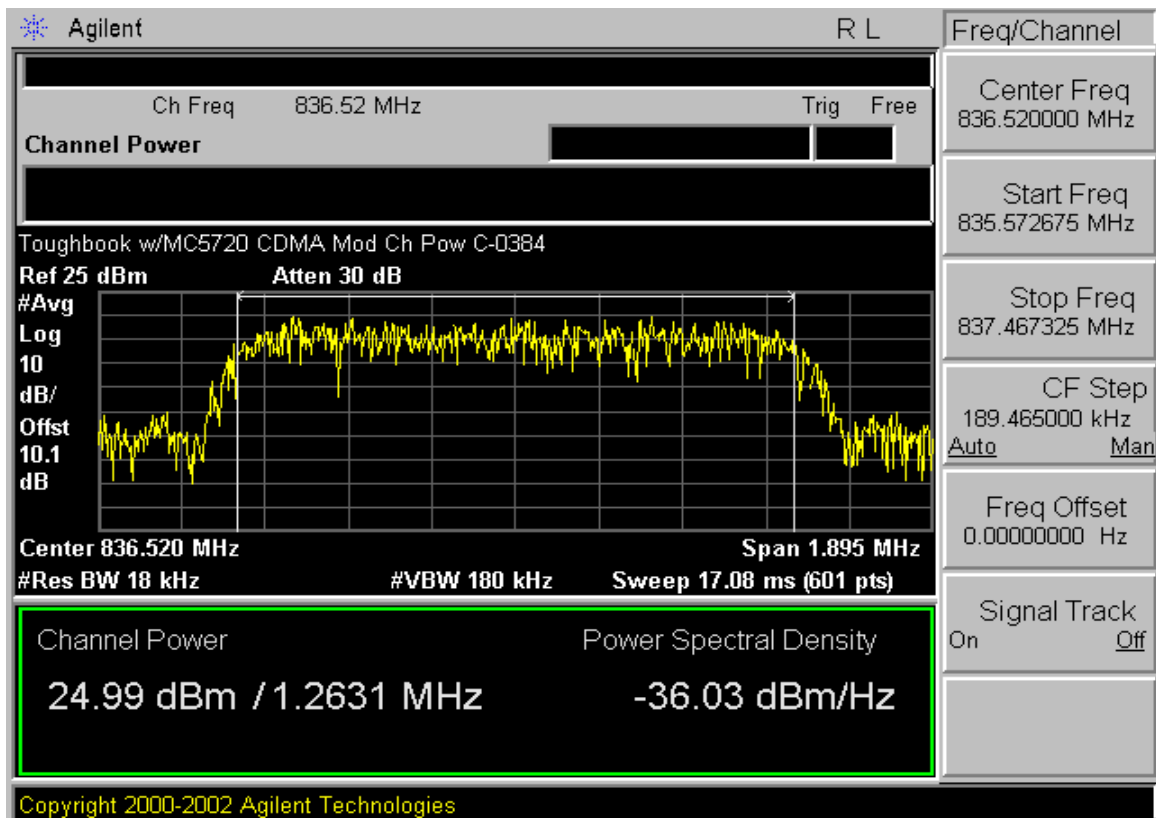 Agilent R L
Freq/Channel
Ch Freq 836.52 MHz Trig Free
Channel Power
Toughbook w/MC5720 CDMA Mod Ch Pow C-0384
Ref 25 dBm Atten 30 dB
#Avg
Log
10
dB/
Offst
10.1
dB
Center 836.520 MHz Span 1.895 MHz
#Res BW 18 kHz #VBW 180 kHz Sweep 17.08 ms (601 pts)
Channel Power Power Spectral Density
24.99 dBm / 1.2631 MHz -36.03 dBm/Hz
Center Freq
836.520000 MHz
Start Freq
835.572675 MHz
Stop Freq
837.467325 MHz
CF Step
189.465000 kHz
Auto Man
Freq Offset
0.00000000 Hz
Signal Track
On Off
Copyright 2000-2002 Agilent Technologies